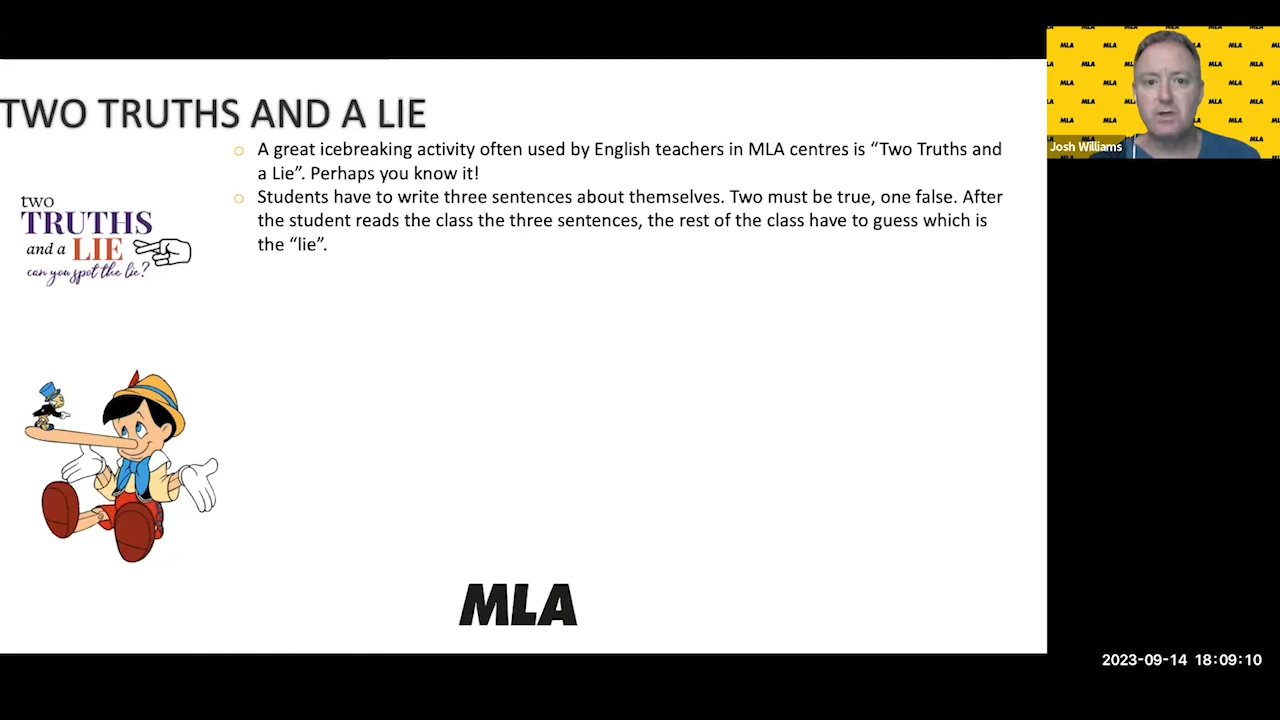 TWO TRUTHS AND A LIE
A great icebreaking activity often used by English teachers in MLA centres is “Two Truths and
a Lie”. Perhaps you know it!
Students have to write three sentences about themselves. Two must be true, one false. After
the student reads the class the three sentences, the rest of the class have to guess which is
the “lie”.
two
TRUTHS
and a LIE
can you spot the lie?
MLA
MLA MLA MLA MLA
Josh Williams
2023-09-14 18:09:10